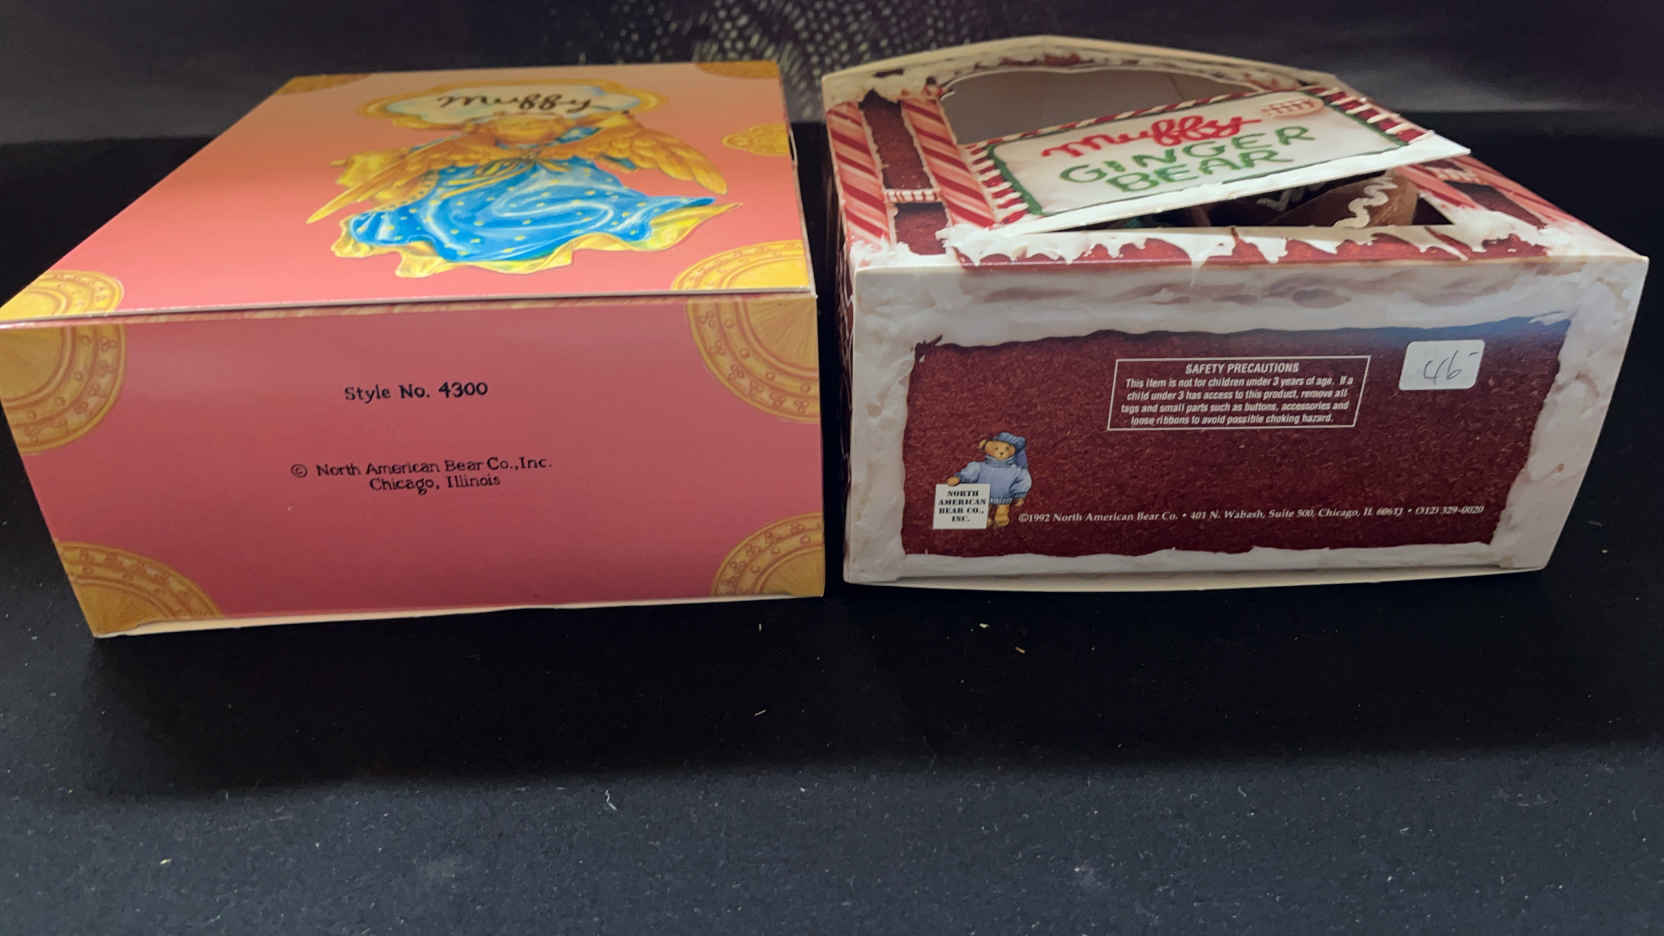 Muffy
Style No. 4300
© North American Bear Co., Inc.
Chicago, Illinois
Muffy
GINGER
BEAR
SAFETY PRECAUTIONS
This item is not for children under 3 years of age. If a
child under 3 has access to this product, remove all
tags and small parts such as buttons, accessories and
loose ribbons to avoid possible choking hazard.
46-
NORTH
AMERICAN
BEAR CO.,
INC.
©1992 North American Bear Co. • 401 N. Wabash, Suite 500, Chicago, IL 60611 • (312) 329-0020